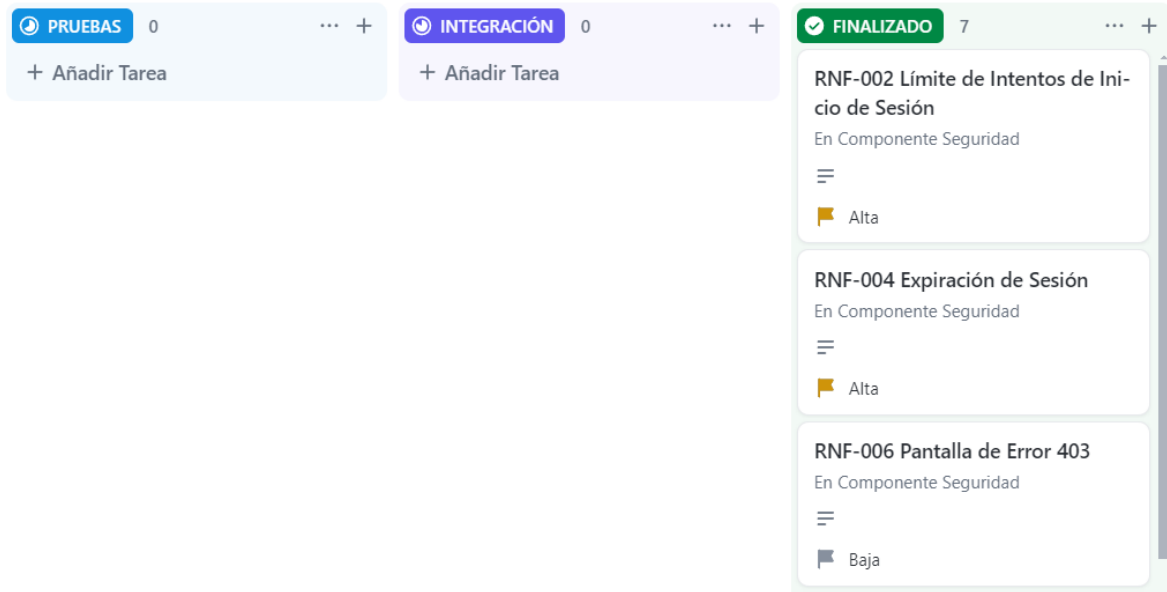 PRUEBAS 0
+ Añadir Tarea
INTEGRACIÓN 0
+ Añadir Tarea
FINALIZADO 7
RNF-002 Límite de Intentos de Ini-
cio de Sesión
En Componente Seguridad
Alta
RNF-004 Expiración de Sesión
En Componente Seguridad
Alta
RNF-006 Pantalla de Error 403
En Componente Seguridad
Baja